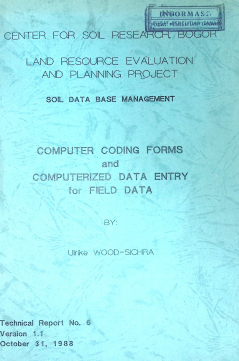 INFORMASI
CENTER FOR SOIL RESEARCH, BOGOR
LAND RESOURCE EVALUATION
AND PLANNING PROJECT
SOIL DATA BASE MANAGEMENT
COMPUTER CODING FORMS
and
COMPUTERIZED DATA ENTRY
for FIELD DATA
BY:
Ulrike WOOD-SICHRA
Technical Report No. 6
Version 1.1
October 31, 1988